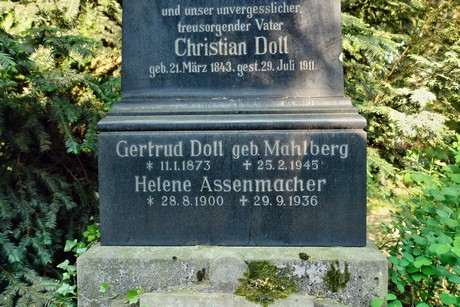 und unser unvergesslicher,
treusorgender Vater
Christian Doll
geb. 21. März 1843, gest. 29. Juli 1911.
Gertrud Doll geb Mahlberg
* 11.1.1873 + 25.2.1945
Helene Assenmacher
* 28.8.1900 + 29.9.1936